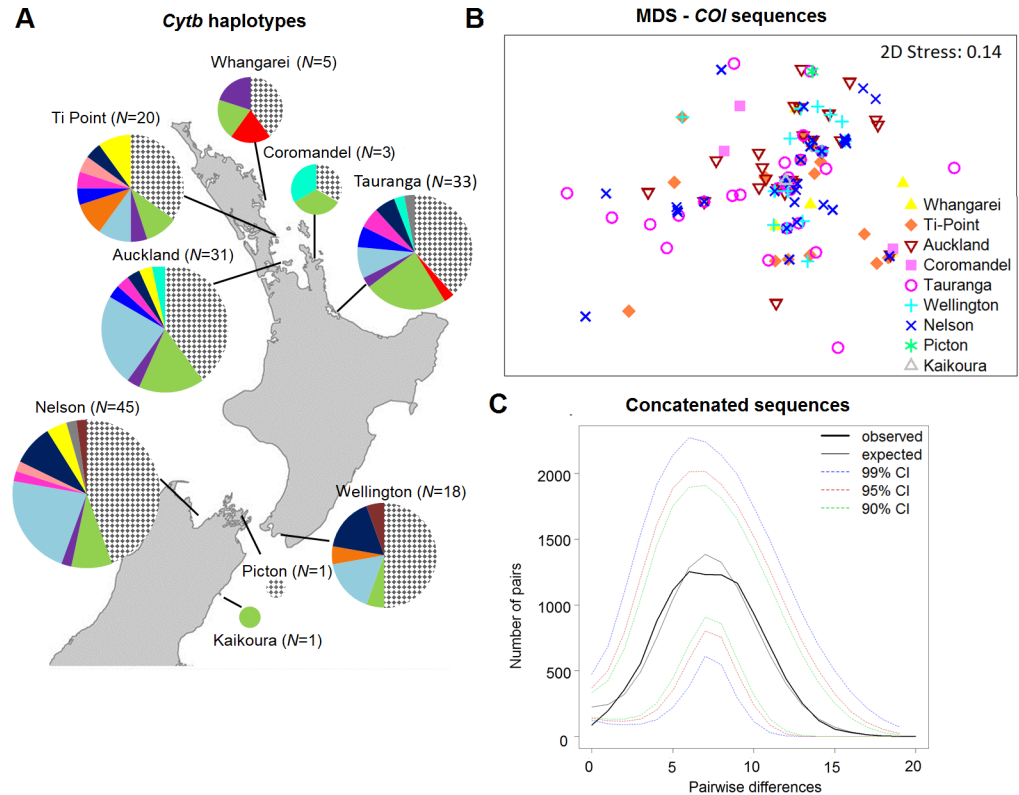 A
Cytb haplotypes
Whangarei (N=5)
Ti Point (N=20)
Coromandel (N=3)
Tauranga (N=33)
Auckland (N=31)
Nelson (N=45)
Wellington (N=18)
Picton (N=1)
Kaikoura (N=1)
B
MDS - COI sequences
2D Stress: 0.14
Whangarei
Ti-Point
Auckland
Coromandel
Tauranga
Wellington
Nelson
Picton
Kaikoura
C
Concatenated sequences
observed
expected
99% CI
95% CI
90% CI
Number of pairs
2000
1500
1000
500
0
0 5 10 15 20
Pairwise differences